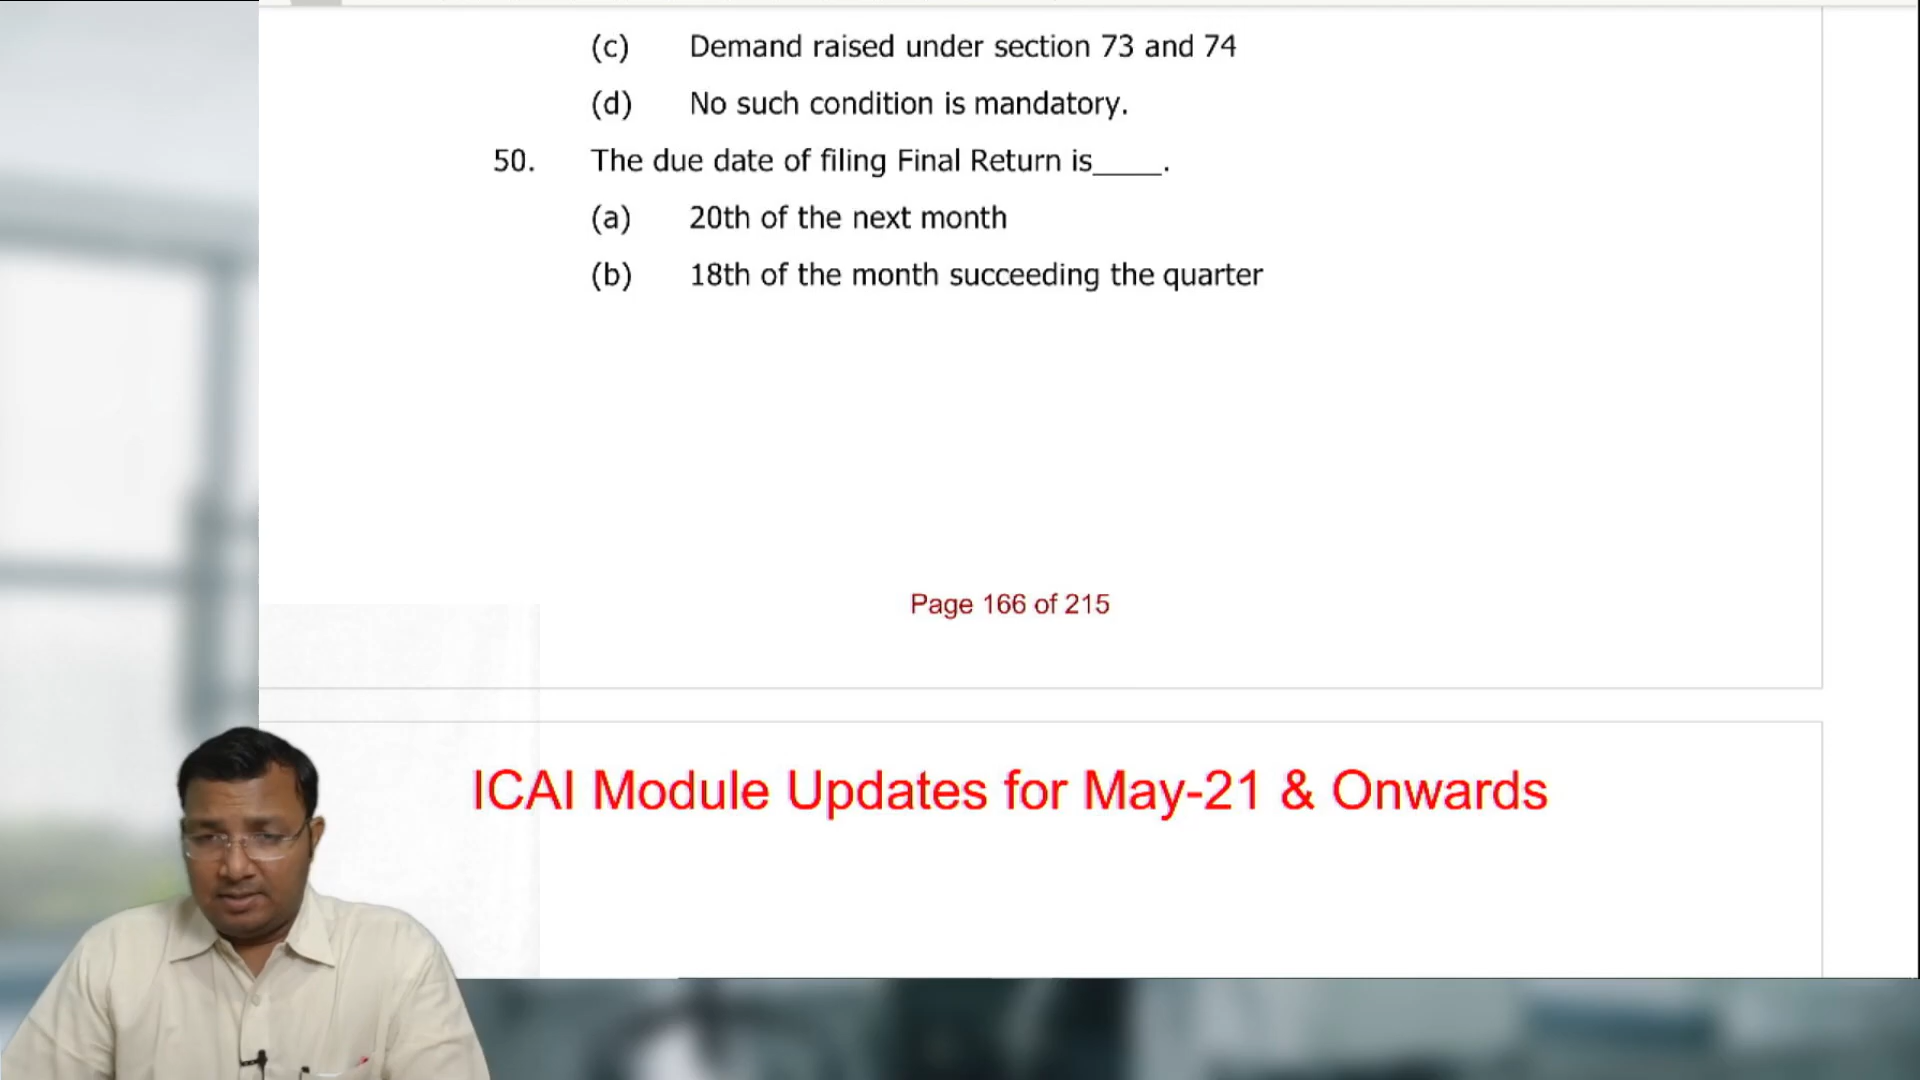 (c) Demand raised under section 73 and 74
(d) No such condition is mandatory.
50. The due date of filing Final Return is_____.
(a) 20th of the next month
(b) 18th of the month succeeding the quarter
Page 166 of 215
ICAI Module Updates for May-21 & Onwards